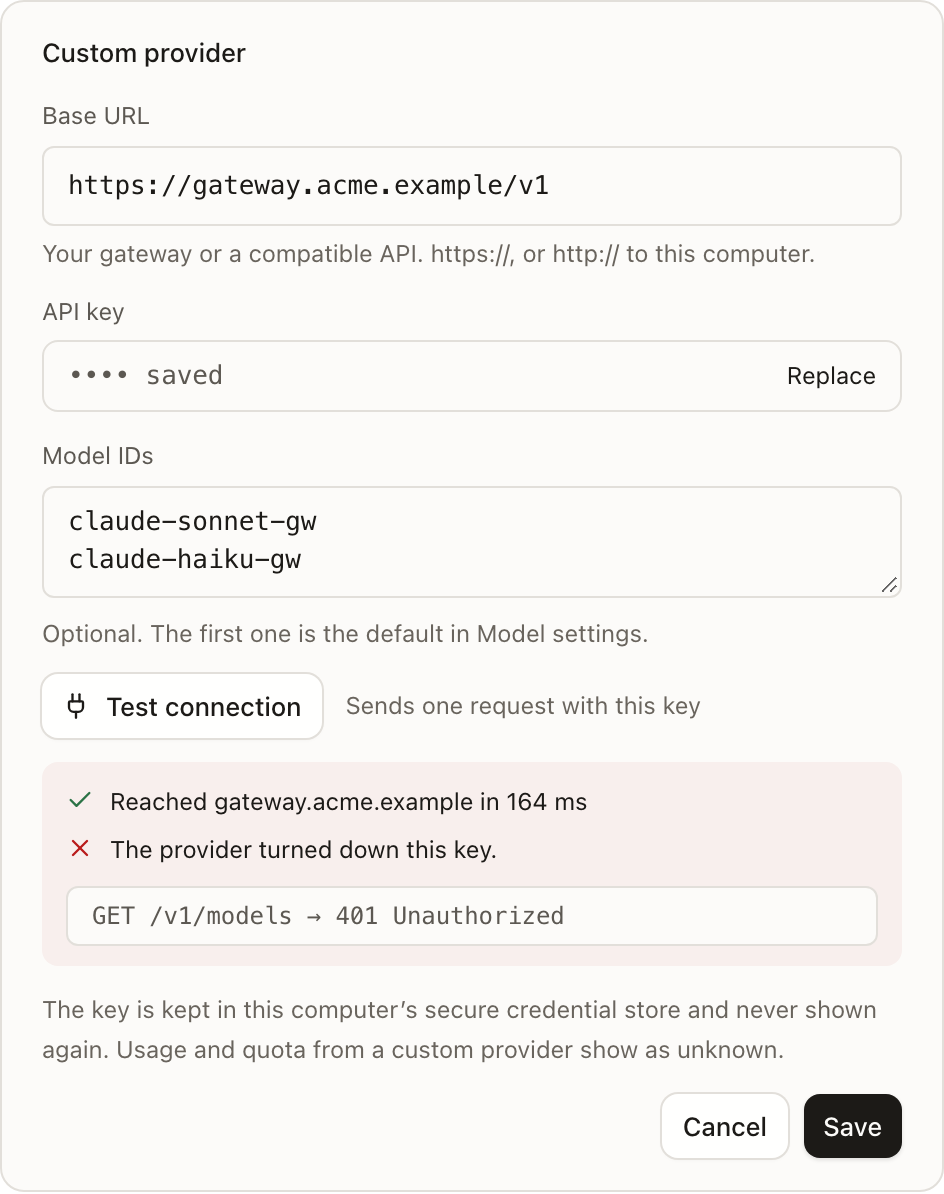 Custom provider
Base URL
https://gateway.acme.example/v1
Your gateway or a compatible API. https://, or http:// to this computer.
API key
•••• saved
Replace
Model IDs
claude-sonnet-gw
claude-haiku-gw
Optional. The first one is the default in Model settings.
Test connection
Sends one request with this key
Reached gateway.acme.example in 164 ms
The provider turned down this key.
GET /v1/models → 401 Unauthorized
The key is kept in this computer’s secure credential store and never shown
again. Usage and quota from a custom provider show as unknown.
Cancel
Save